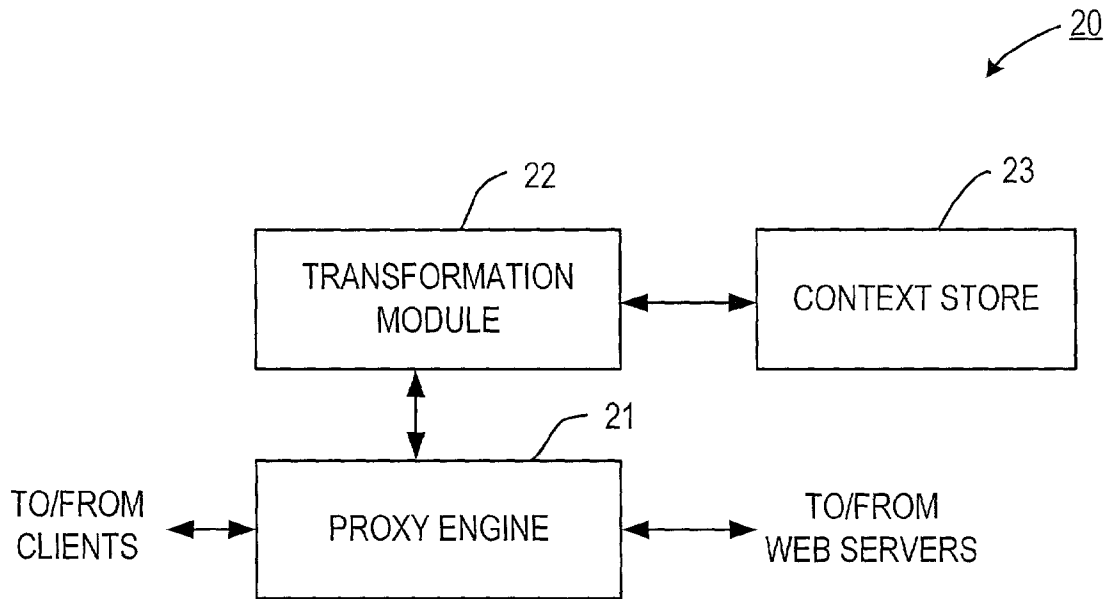 20
22
23
TRANSFORMATION
MODULE
CONTEXT STORE
21
TO/FROM
CLIENTS
PROXY ENGINE
TO/FROM
WEB SERVERS